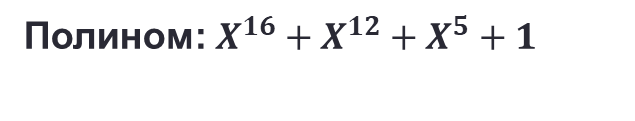 Полином: X¹⁶ + X¹² + X⁵ + 1